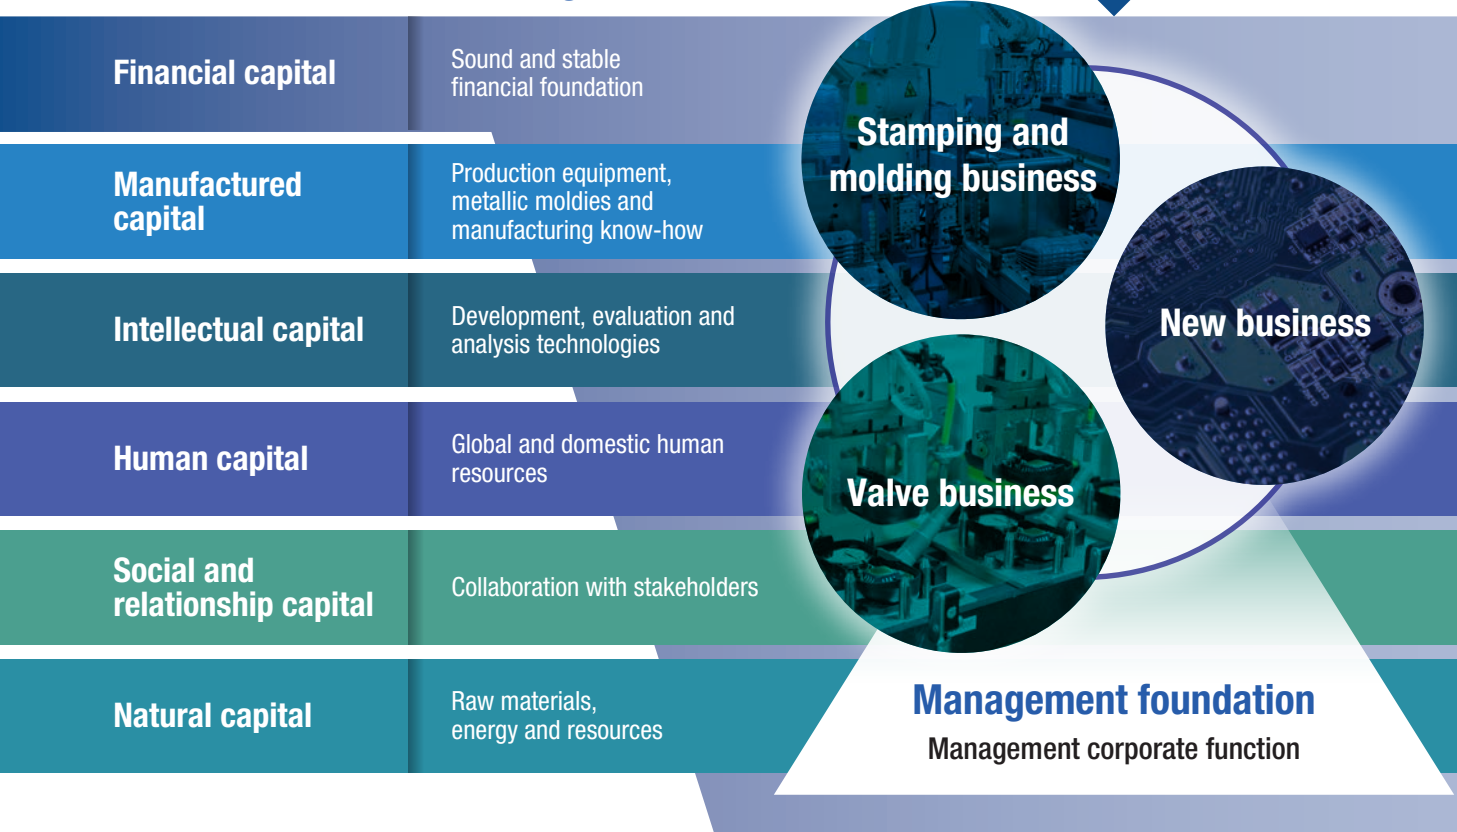 Financial capital
Sound and stable
financial foundation
Manufactured
capital
Production equipment,
metallic moldies and
manufacturing know-how
Intellectual capital
Development, evaluation and
analysis technologies
Human capital
Global and domestic human
resources
Social and
relationship capital
Collaboration with stakeholders
Natural capital
Raw materials,
energy and resources
Stamping and
molding business
New business
Valve business
Management foundation
Management corporate function